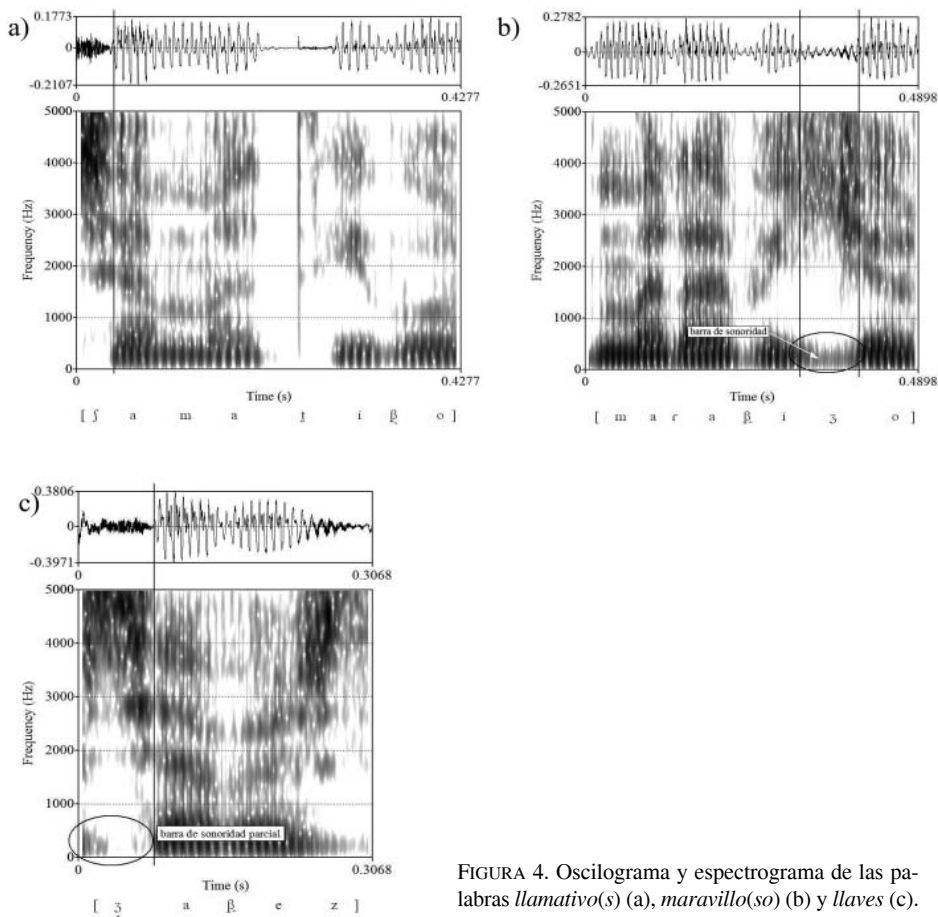 a)
0.1773
0
-0.2107
0
0.4277
5000
4000
3000
2000
1000
0
Frequency (Hz)
0
0.4277
Time (s)
[ ʃ a m a t̪ i β̞ o ]
b)
0.2782
0
-0.2651
0
0.4898
5000
4000
3000
2000
1000
0
Frequency (Hz)
barra de sonoridad
0
0.4898
Time (s)
[ m a ɾ a β̞ i ʒ o ]
c)
0.3806
0
-0.3971
0
0.3068
5000
4000
3000
2000
1000
0
Frequency (Hz)
barra de sonoridad parcial
0
0.3068
Time (s)
[ ʒ̥ a β̞ e z ]
FIGURA 4. Oscilograma y espectrograma de las pa-
labras llamativo(s) (a), maravillo(so) (b) y llaves (c).